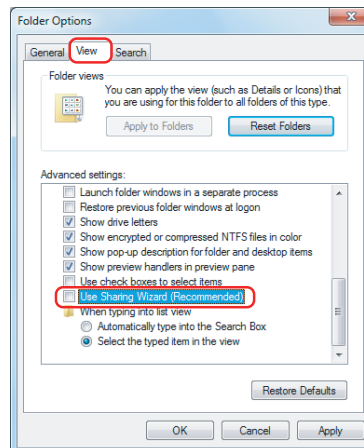 Folder Options
General View Search
Folder views
You can apply the view (such as Details or Icons) that
you are using for this folder to all folders of this type.
Apply to Folders Reset Folders
Advanced settings:
Launch folder windows in a separate process
Restore previous folder windows at logon
Show drive letters
Show encrypted or compressed NTFS files in color
Show pop-up description for folder and desktop items
Show preview handlers in preview pane
Use check boxes to select items
Use Sharing Wizard (Recommended)
When typing into list view
Automatically type into the Search Box
Select the typed item in the view
Restore Defaults
OK Cancel Apply